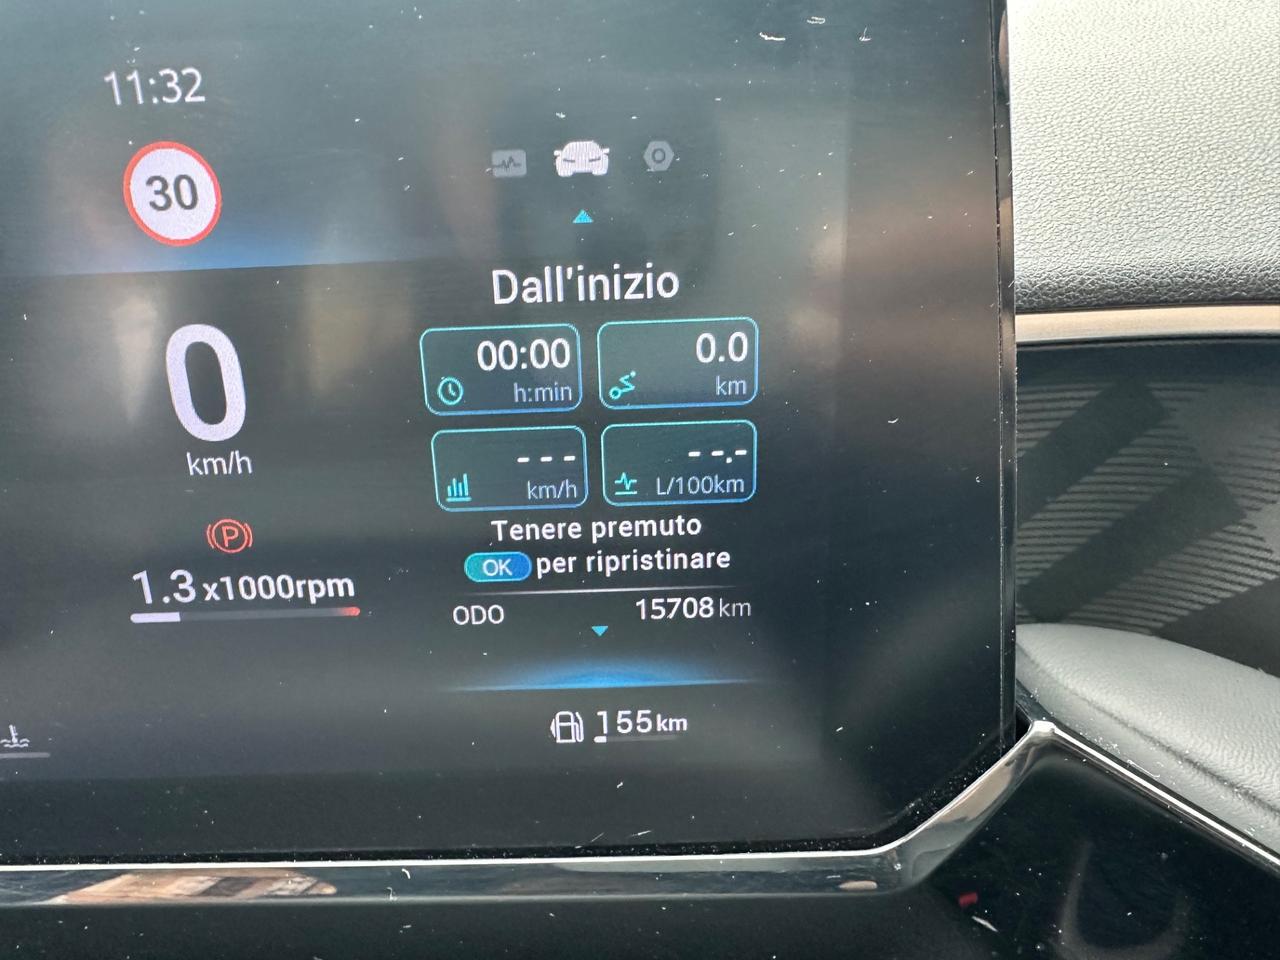 11:32
30
0
km/h
P
1.3 x1000rpm
Dall'inizio
00:00
h:min
0.0
km
---
km/h
--.-
L/100km
Tenere premuto
OK per ripristinare
ODO 15708 km
155 km